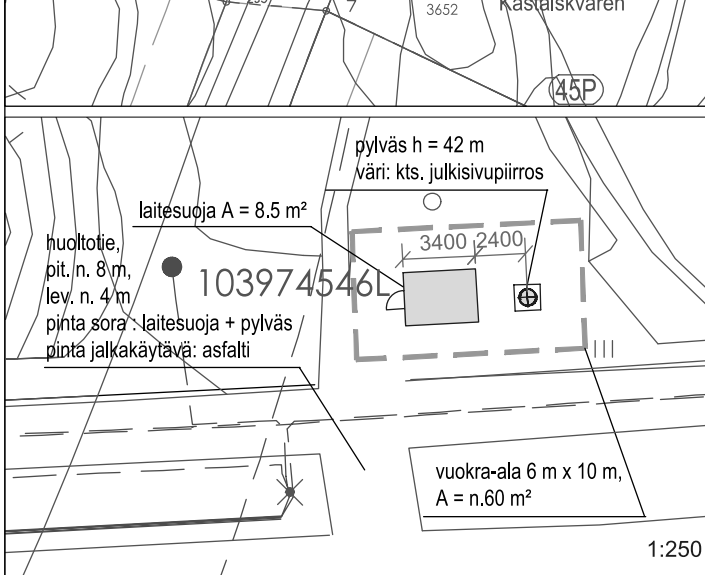 7
3652
45P
pylväs h = 42 m
väri: kts. julkisivupiirros
laitesuoja A = 8.5 m²
huoltotie,
pit. n. 8 m,
lev. n. 4 m
pinta sora : laitesuoja + pylväs
pinta jalkakäytävä: asfalti
3400 2400
103974546L
vuokra-ala 6 m x 10 m,
A = n.60 m²
1:250